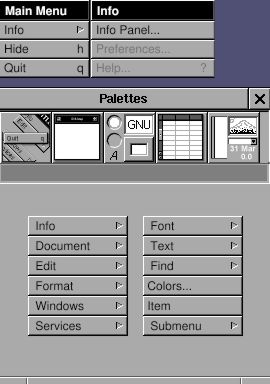 Main Menu
Info
Info
Info Panel...
Hide h
Preferences...
Quit q
Help... ?
Palettes
Edit
Quit q
GNU
A
31 Mar
0.0
Info
Font
Document
Text
Edit
Find
Format
Colors...
Windows
Item
Services
Submenu